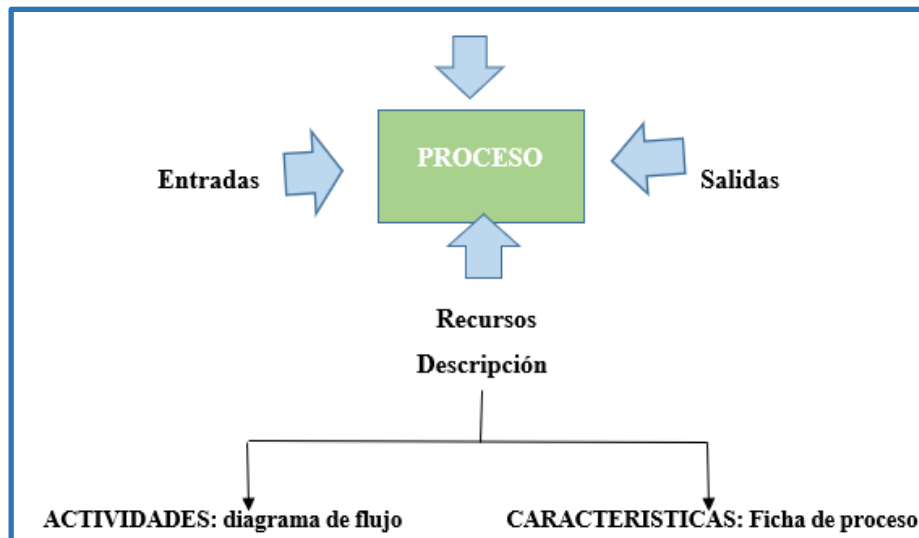 PROCESO
Entradas
Salidas
Recursos
Descripción
ACTIVIDADES: diagrama de flujo
CARACTERISTICAS: Ficha de proceso